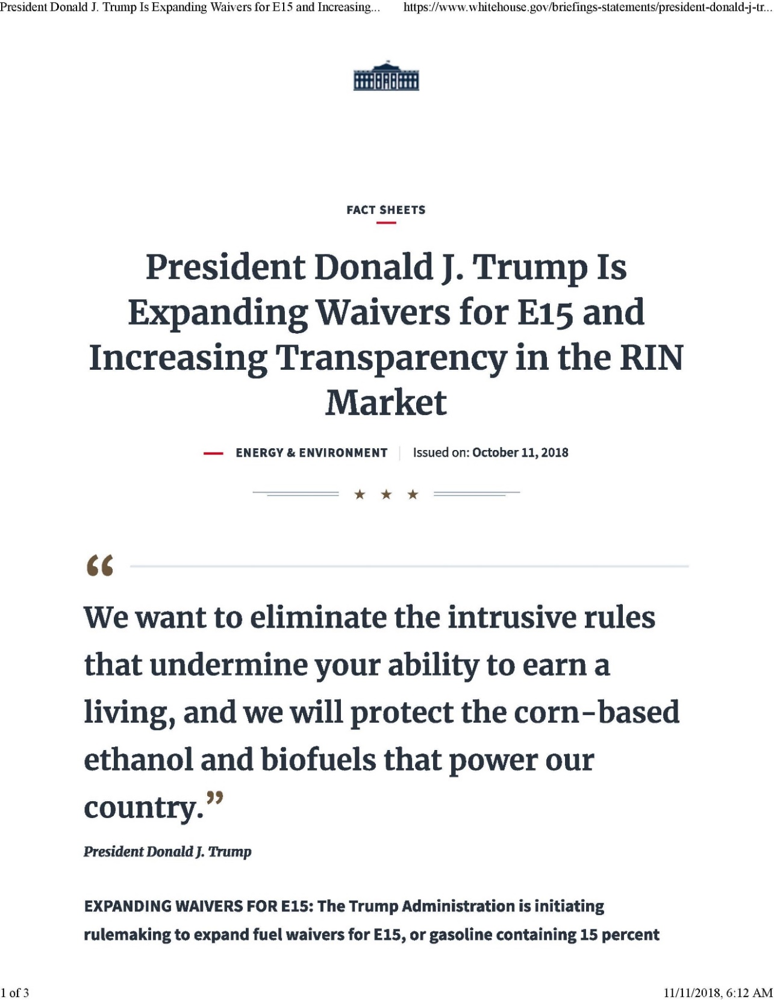 President Donald J. Trump Is Expanding Waivers for E15 and Increasing... https://www.whitehouse.gov/briefings-statements/president-donald-j-tr...
FACT SHEETS
President Donald J. Trump Is
Expanding Waivers for E15 and
Increasing Transparency in the RIN
Market
ENERGY & ENVIRONMENT Issued on: October 11, 2018
“
We want to eliminate the intrusive rules
that undermine your ability to earn a
living, and we will protect the corn-based
ethanol and biofuels that power our
country.”
President Donald J. Trump
EXPANDING WAIVERS FOR E15: The Trump Administration is initiating
rulemaking to expand fuel waivers for E15, or gasoline containing 15 percent
1 of 3 11/11/2018, 6:12 AM